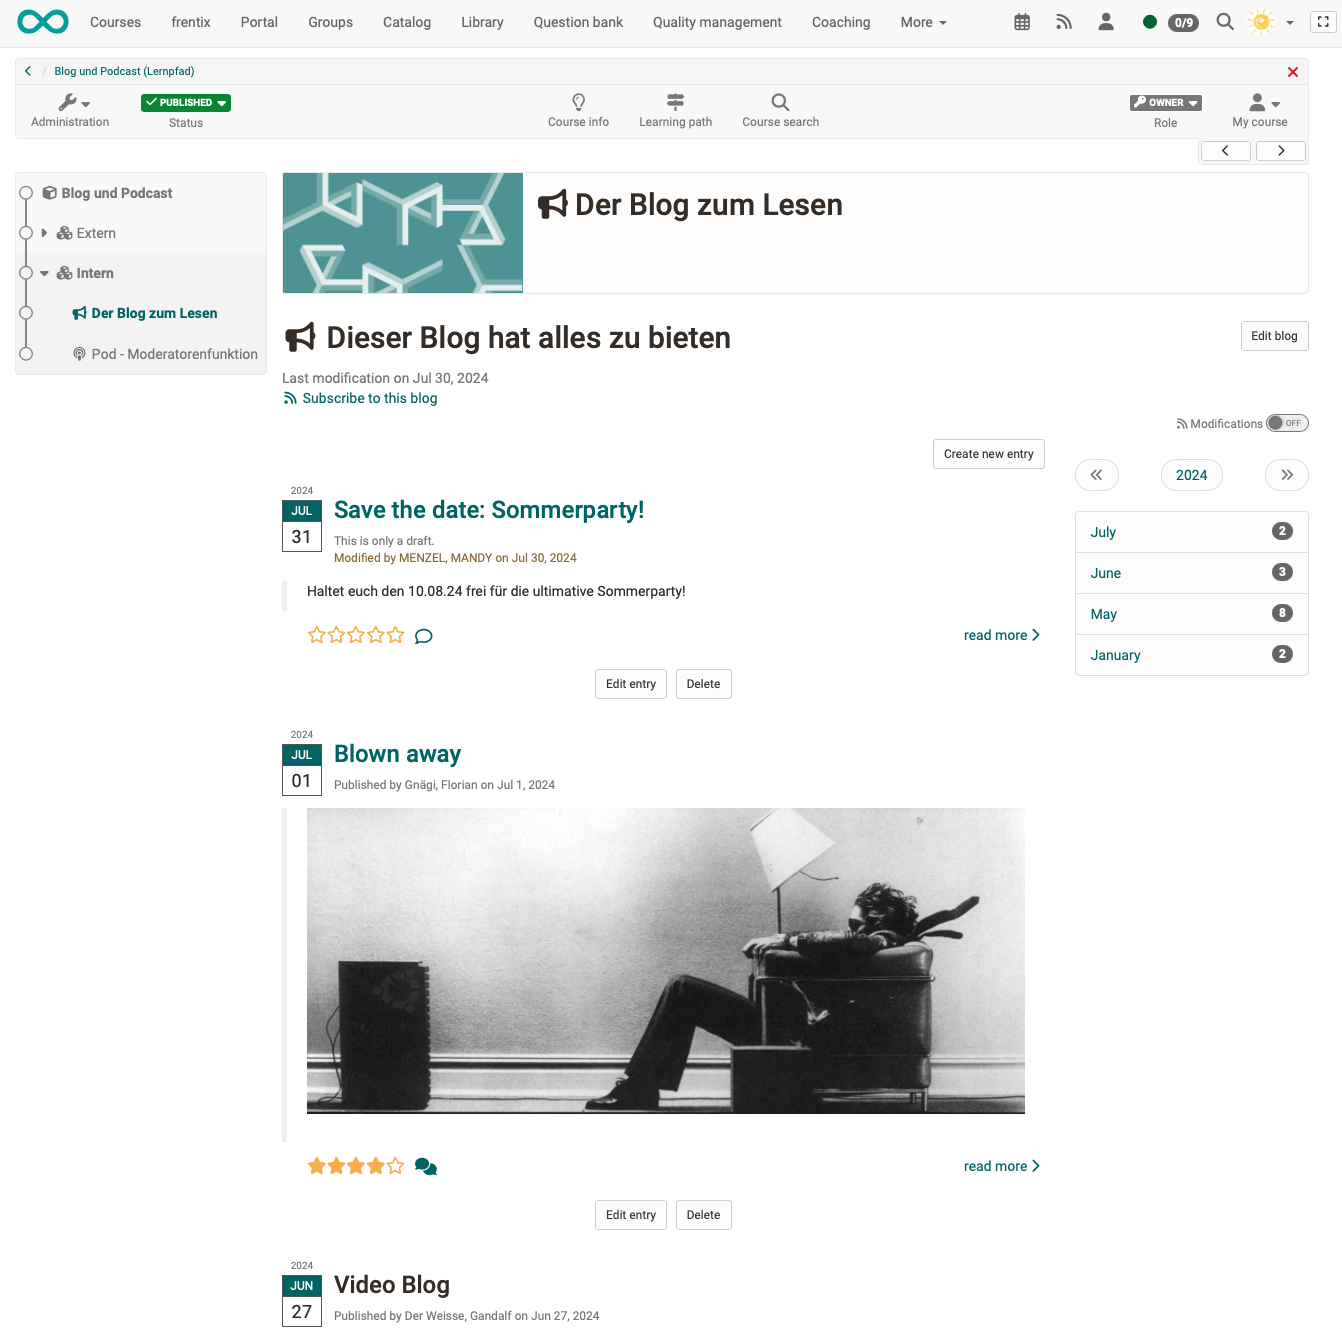 Courses frentix Portal Groups Catalog Library Question bank Quality management Coaching More 0/9
/ Blog und Podcast (Lernpfad)
Administration PUBLISHED Status Course info Learning path Course search OWNER Role My course
Blog und Podcast
Extern
Intern
Der Blog zum Lesen
Pod - Moderatorenfunktion
Der Blog zum Lesen
Dieser Blog hat alles zu bieten
Edit blog
Last modification on Jul 30, 2024
Subscribe to this blog
Modifications OFF
Create new entry
2024
JUL
31
Save the date: Sommerparty!
This is only a draft.
Modified by MENZEL, MANDY on Jul 30, 2024
Haltet euch den 10.08.24 frei für die ultimative Sommerparty!
read more
Edit entry Delete
2024
JUL
01
Blown away
Published by Gnägi, Florian on Jul 1, 2024
read more
Edit entry Delete
2024
JUN
27
Video Blog
Published by Der Weisse, Gandalf on Jun 27, 2024
2024
July 2
June 3
May 8
January 2